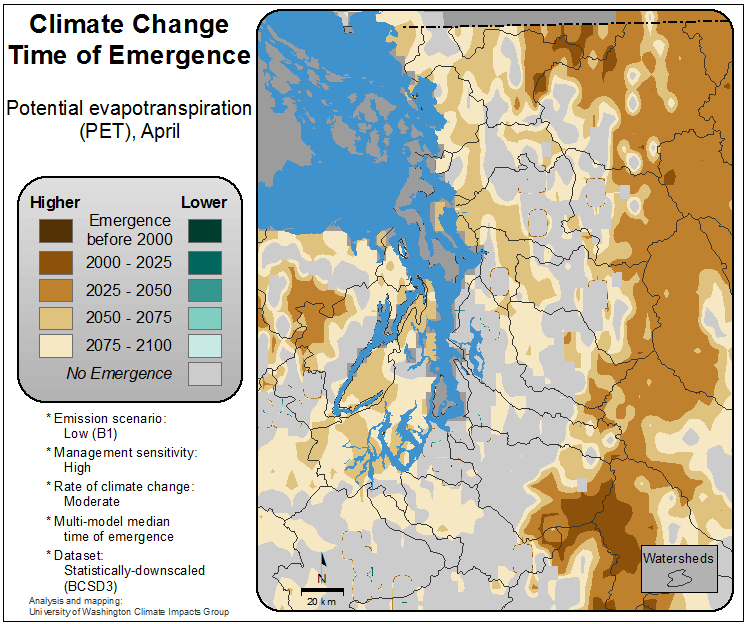 Climate Change
Time of Emergence
Potential evapotranspiration
(PET), April
Higher Lower
Emergence
before 2000
2000 - 2025
2025 - 2050
2050 - 2075
2075 - 2100
No Emergence
* Emission scenario:
Low (B1)
* Management sensitivity:
High
* Rate of climate change:
Moderate
* Multi-model median
time of emergence
* Dataset:
Statistically-downscaled
(BCSD3)
Analysis and mapping:
University of Washington Climate Impacts Group
N
20 km
Watersheds